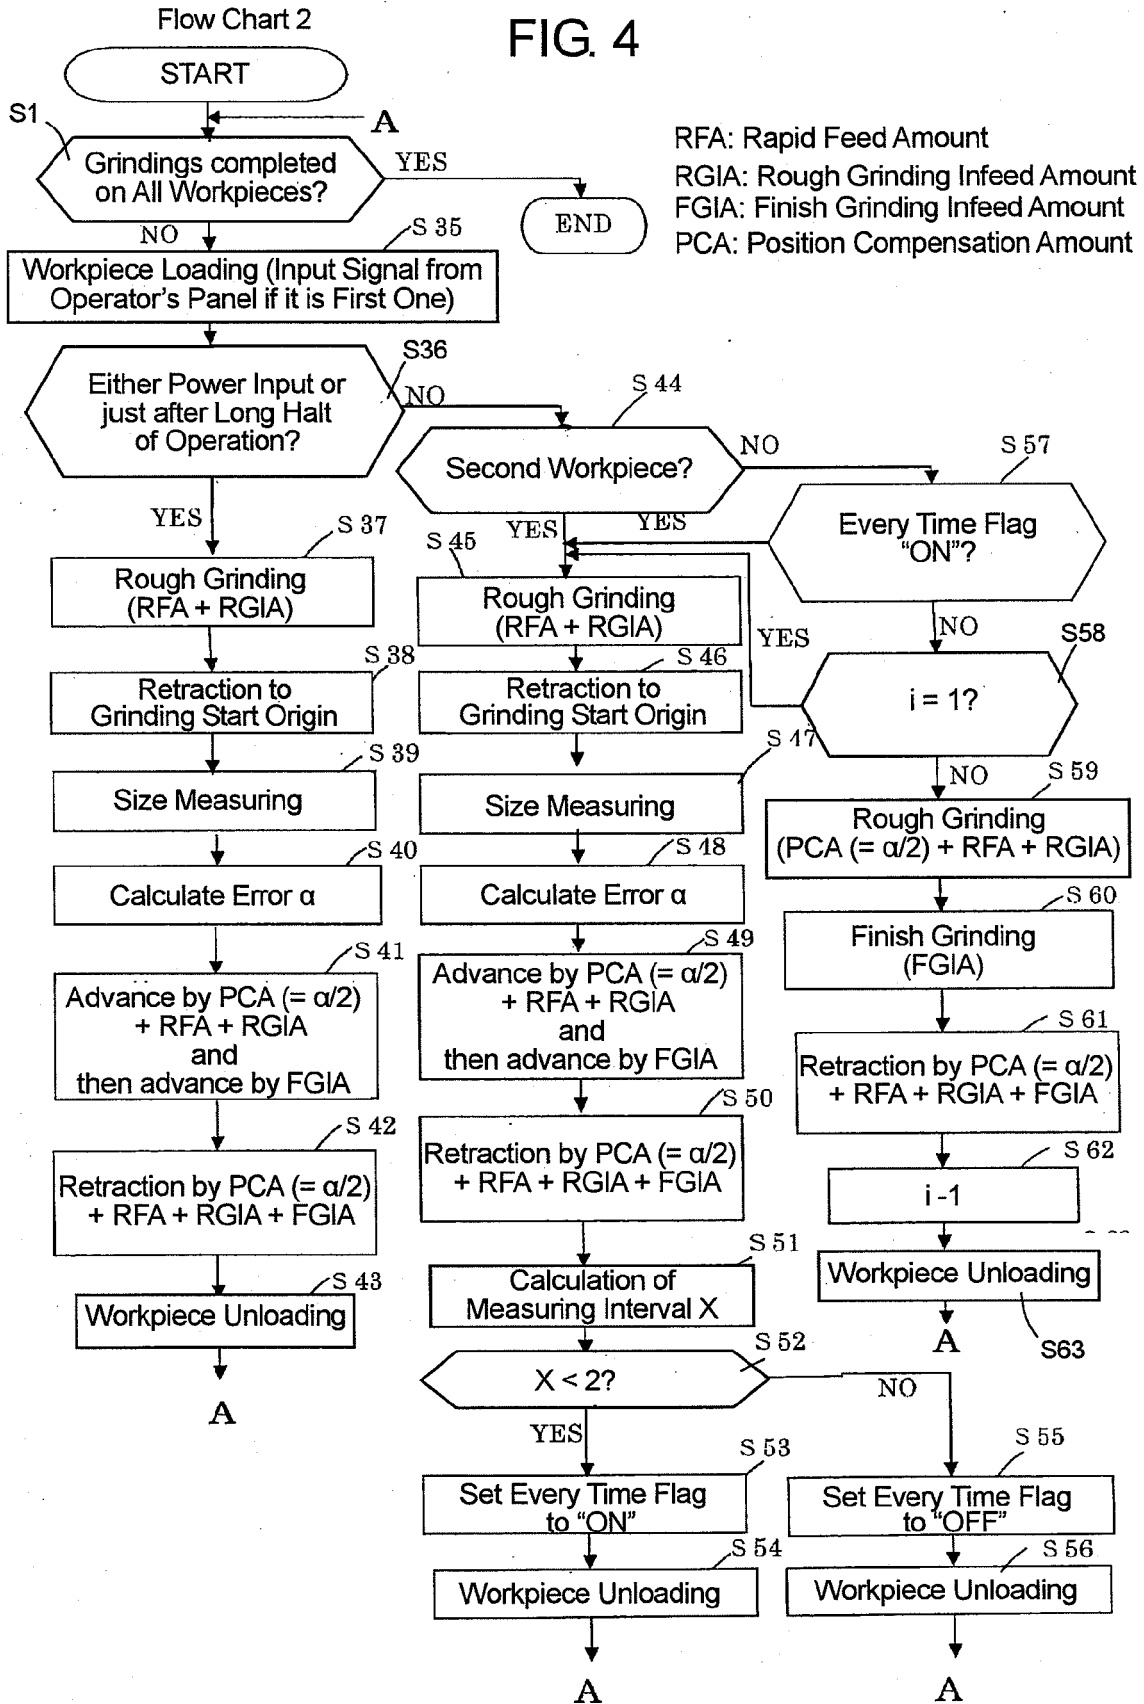 Flow Chart 2
FIG. 4
START
A
S1
Grindings completed
on All Workpieces?
YES
END
NO
RFA: Rapid Feed Amount
RGIA: Rough Grinding Infeed Amount
FGIA: Finish Grinding Infeed Amount
PCA: Position Compensation Amount
S 35
Workpiece Loading (Input Signal from
Operator's Panel if it is First One)
S36
Either Power Input or
just after Long Halt
of Operation?
NO
YES
S 37
Rough Grinding
(RFA + RGIA)
S 38
Retraction to
Grinding Start Origin
S 39
Size Measuring
S 40
Calculate Error α
S 41
Advance by PCA (= α/2)
+ RFA + RGIA
and
then advance by FGIA
S 42
Retraction by PCA (= α/2)
+ RFA + RGIA + FGIA
S 43
Workpiece Unloading
A
S 44
Second Workpiece?
NO
YES
YES
S 45
Rough Grinding
(RFA + RGIA)
YES
S 46
Retraction to
Grinding Start Origin
S 47
Size Measuring
S 48
Calculate Error α
S 49
Advance by PCA (= α/2)
+ RFA + RGIA
and
then advance by FGIA
S 50
Retraction by PCA (= α/2)
+ RFA + RGIA + FGIA
S 51
Calculation of
Measuring Interval X
S 52
X < 2?
NO
YES
S 53
Set Every Time Flag
to "ON"
S 54
Workpiece Unloading
A
S 55
Set Every Time Flag
to "OFF"
S 56
Workpiece Unloading
A
S 57
Every Time Flag
"ON"?
NO
S58
i = 1?
NO
S 59
Rough Grinding
(PCA (= α/2) + RFA + RGIA)
S 60
Finish Grinding
(FGIA)
S 61
Retraction by PCA (= α/2)
+ RFA + RGIA + FGIA
S 62
i -1
Workpiece Unloading
S63
A